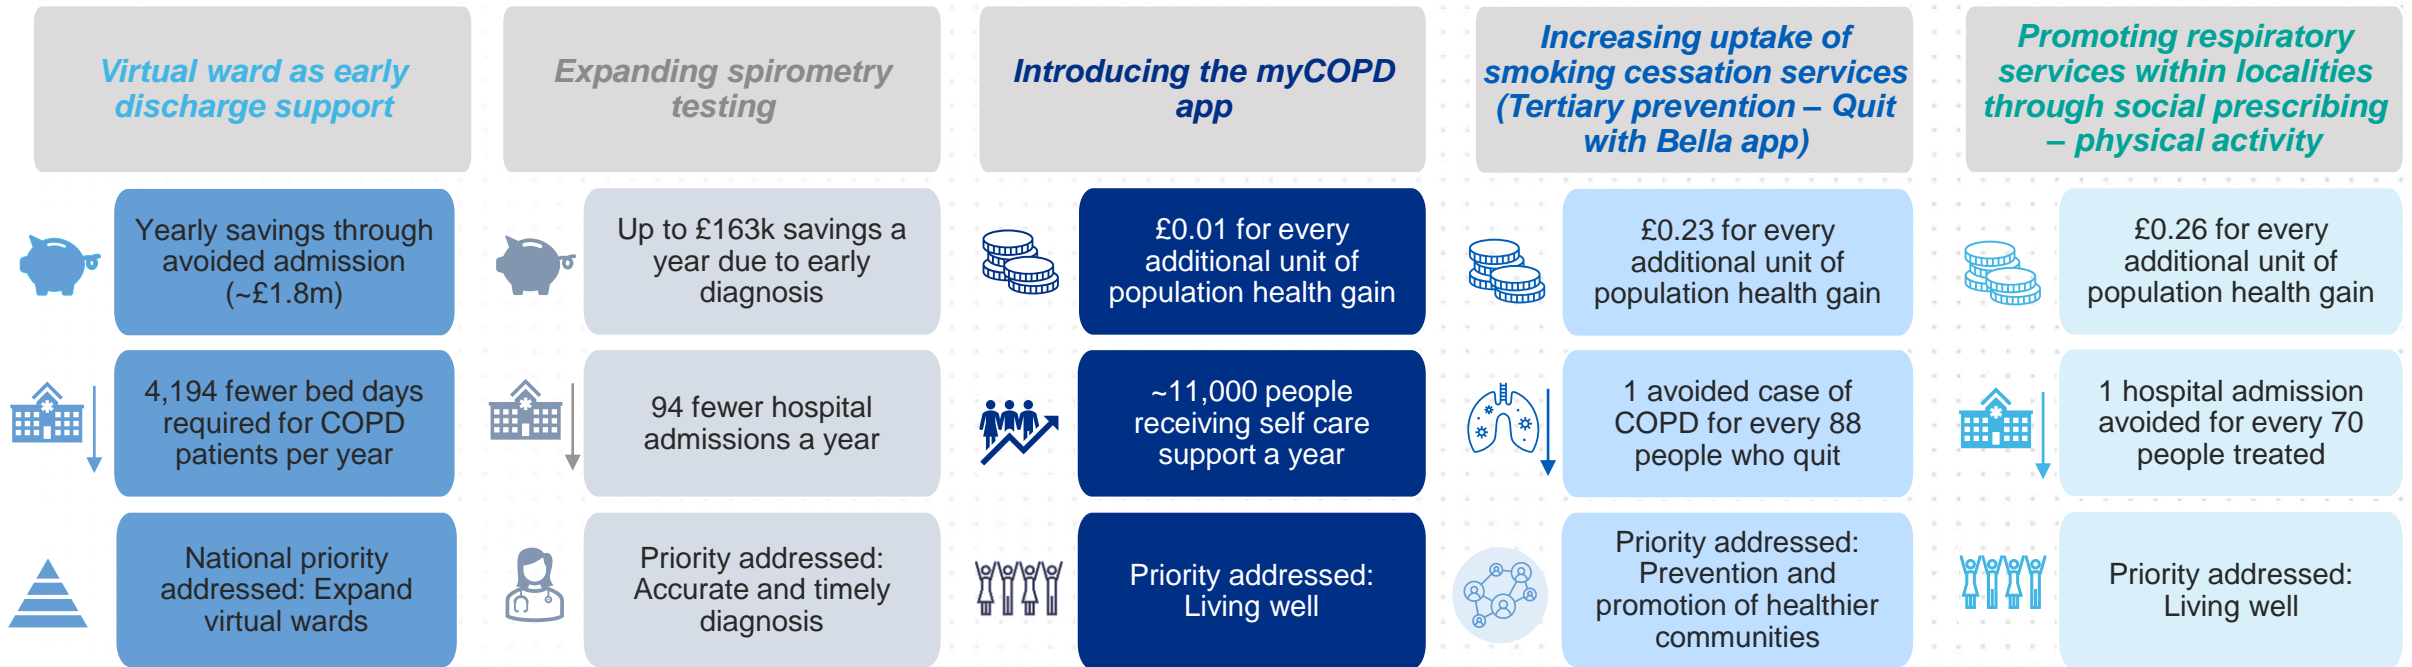 Virtual ward as early
discharge support
Yearly savings through
avoided admission
(~£1.8m)
4,194 fewer bed days
required for COPD
patients per year
National priority
addressed: Expand
virtual wards
Expanding spirometry
testing
Up to £163k savings a
year due to early
diagnosis
94 fewer hospital
admissions a year
Priority addressed:
Accurate and timely
diagnosis
Introducing the myCOPD
app
£0.01 for every
additional unit of
population health gain
~11,000 people
receiving self care
support a year
Priority addressed:
Living well
Increasing uptake of
smoking cessation services
(Tertiary prevention – Quit
with Bella app)
£0.23 for every
additional unit of
population health gain
1 avoided case of
COPD for every 88
people who quit
Priority addressed:
Prevention and
promotion of healthier
communities
Promoting respiratory
services within localities
through social prescribing
– physical activity
£0.26 for every
additional unit of
population health gain
1 hospital admission
avoided for every 70
people treated
Priority addressed:
Living well